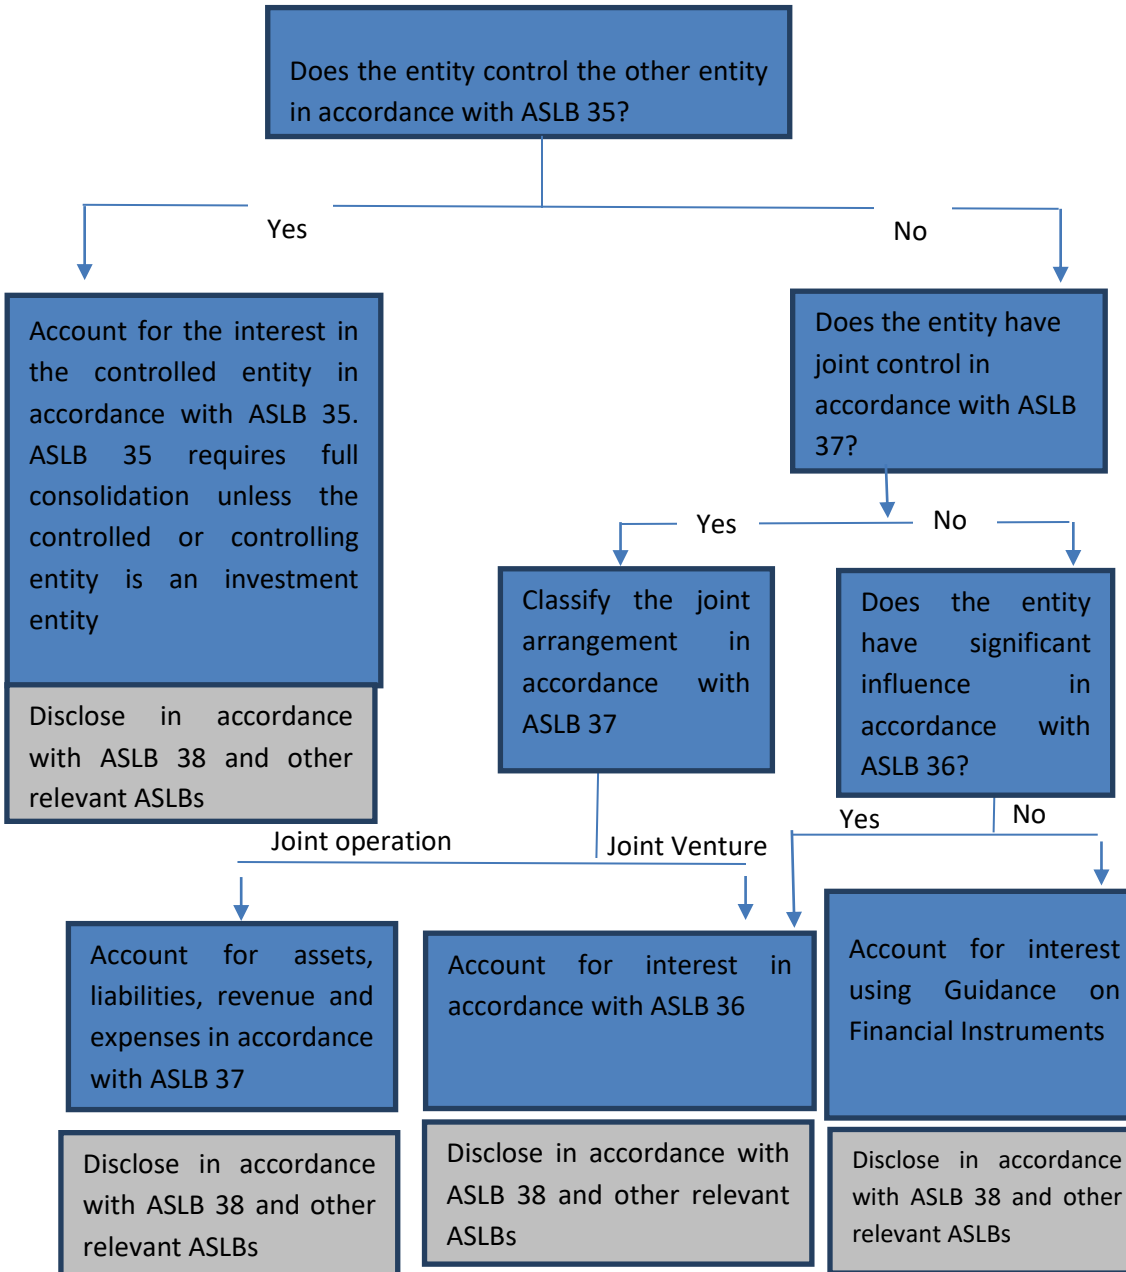 Does the entity control the other entity
in accordance with ASLB 35?
Yes
No
Account for the interest in
the controlled entity in
accordance with ASLB 35.
ASLB 35 requires full
consolidation unless the
controlled or controlling
entity is an investment
entity
Disclose in accordance
with ASLB 38 and other
relevant ASLBs
Does the entity have
joint control in
accordance with ASLB
37?
Yes
No
Classify the joint
arrangement in
accordance with
ASLB 37
Does the entity
have significant
influence in
accordance with
ASLB 36?
Joint operation
Joint Venture
Yes
No
Account for assets,
liabilities, revenue and
expenses in accordance
with ASLB 37
Disclose in accordance
with ASLB 38 and other
relevant ASLBs
Account for interest in
accordance with ASLB 36
Disclose in accordance with
ASLB 38 and other relevant
ASLBs
Account for interest
using Guidance on
Financial Instruments
Disclose in accordance
with ASLB 38 and other
relevant ASLBs